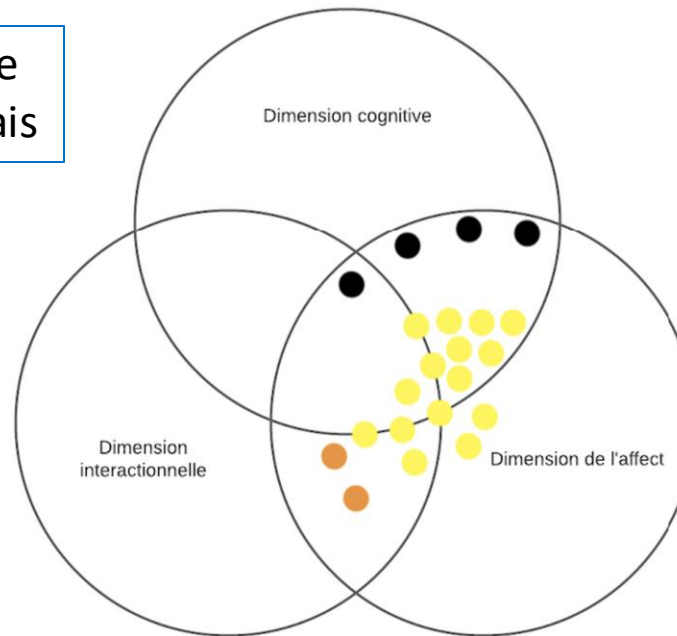 Dimension cognitive
Dimension
interactionnelle
Dimension de l'affect